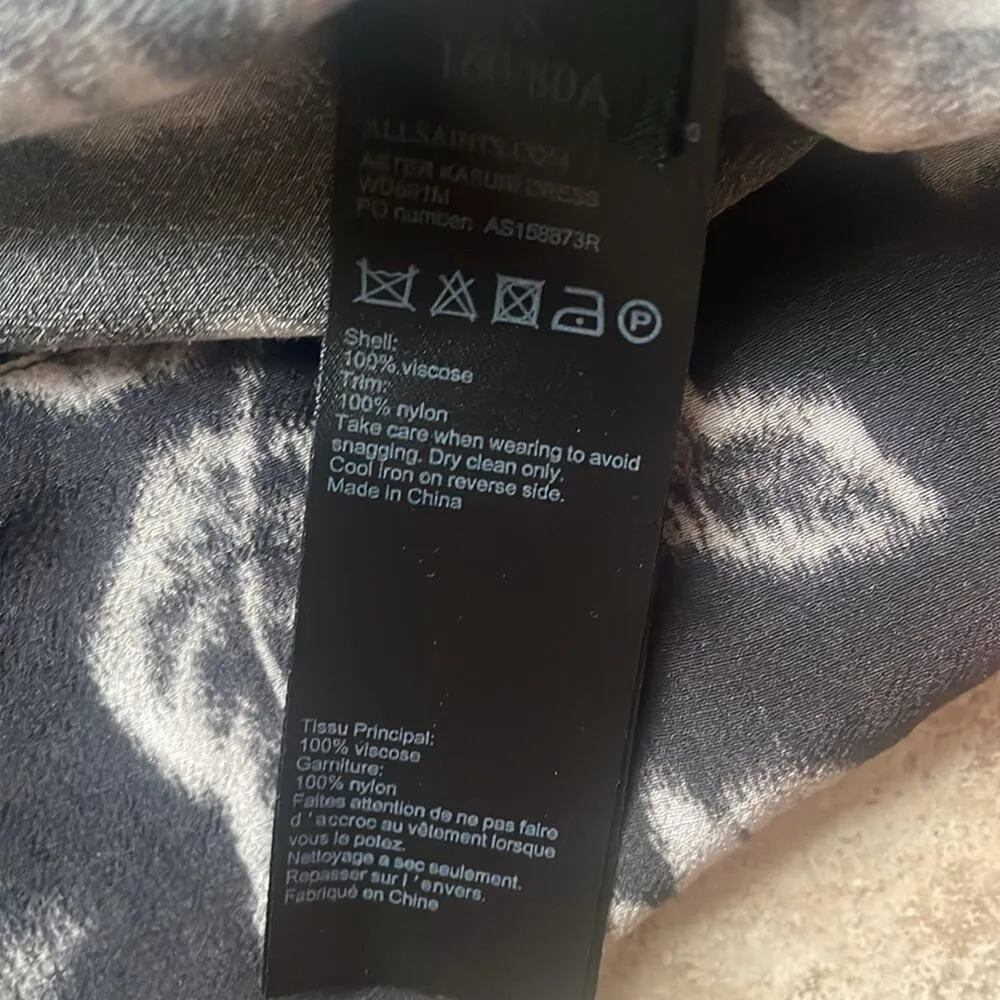 160/80A
ALLSAINTS.COM
ASTER KASUMI DRESS
PO number: AS158873R
P
Shell:
100% viscose
Trim:
100% nylon
Take care when wearing to avoid
snagging. Dry clean only.
Cool Iron on reverse side.
Made in China
Tissu Principal:
100% viscose
Garniture:
100% nylon
Faites attention de ne pas faire
d'accroc au vêtement lorsque
vous le potez.
Nettoyage a sec seulement.
Repasser sur l'envers.
Fabriqué en Chine